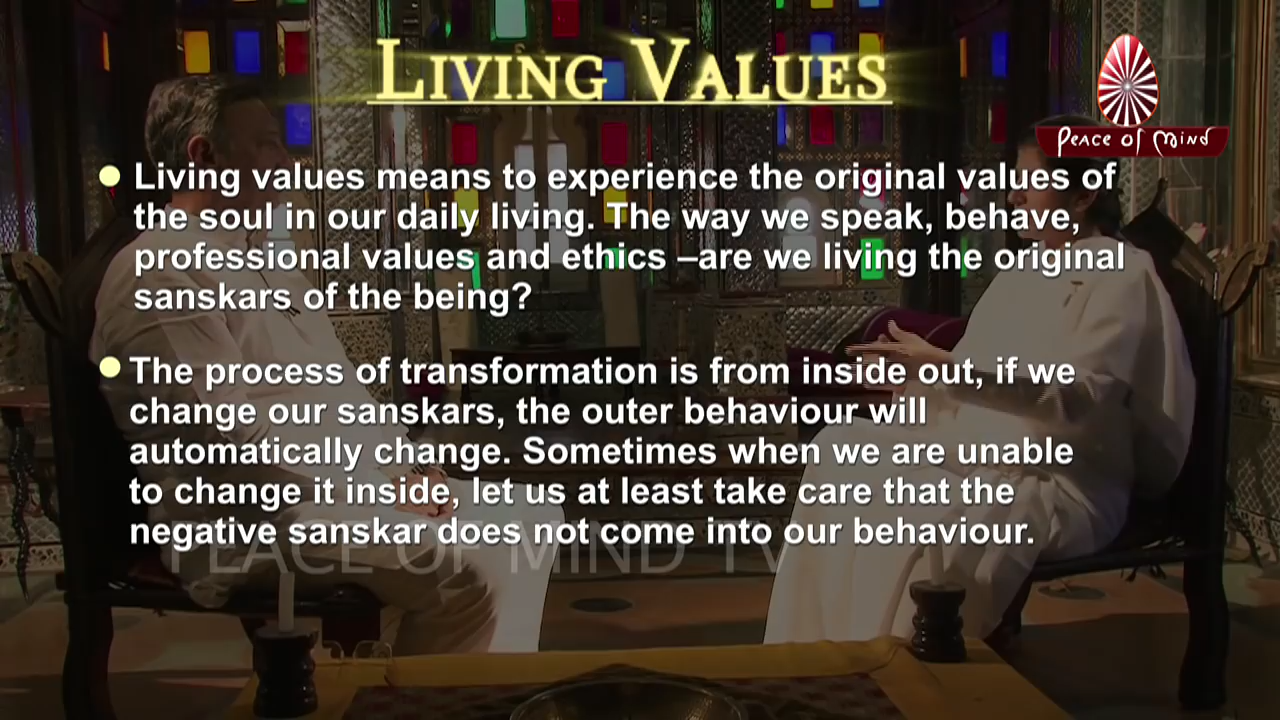 LIVING VALUES
PEACE OF MIND
Living values means to experience the original values of
the soul in our daily living. The way we speak, behave,
professional values and ethics –are we living the original
sanskars of the being?
The process of transformation is from inside out, if we
change our sanskars, the outer behaviour will
automatically change. Sometimes when we are unable
to change it inside, let us at least take care that the
negative sanskar does not come into our behaviour.
PEACE OF MIND TV